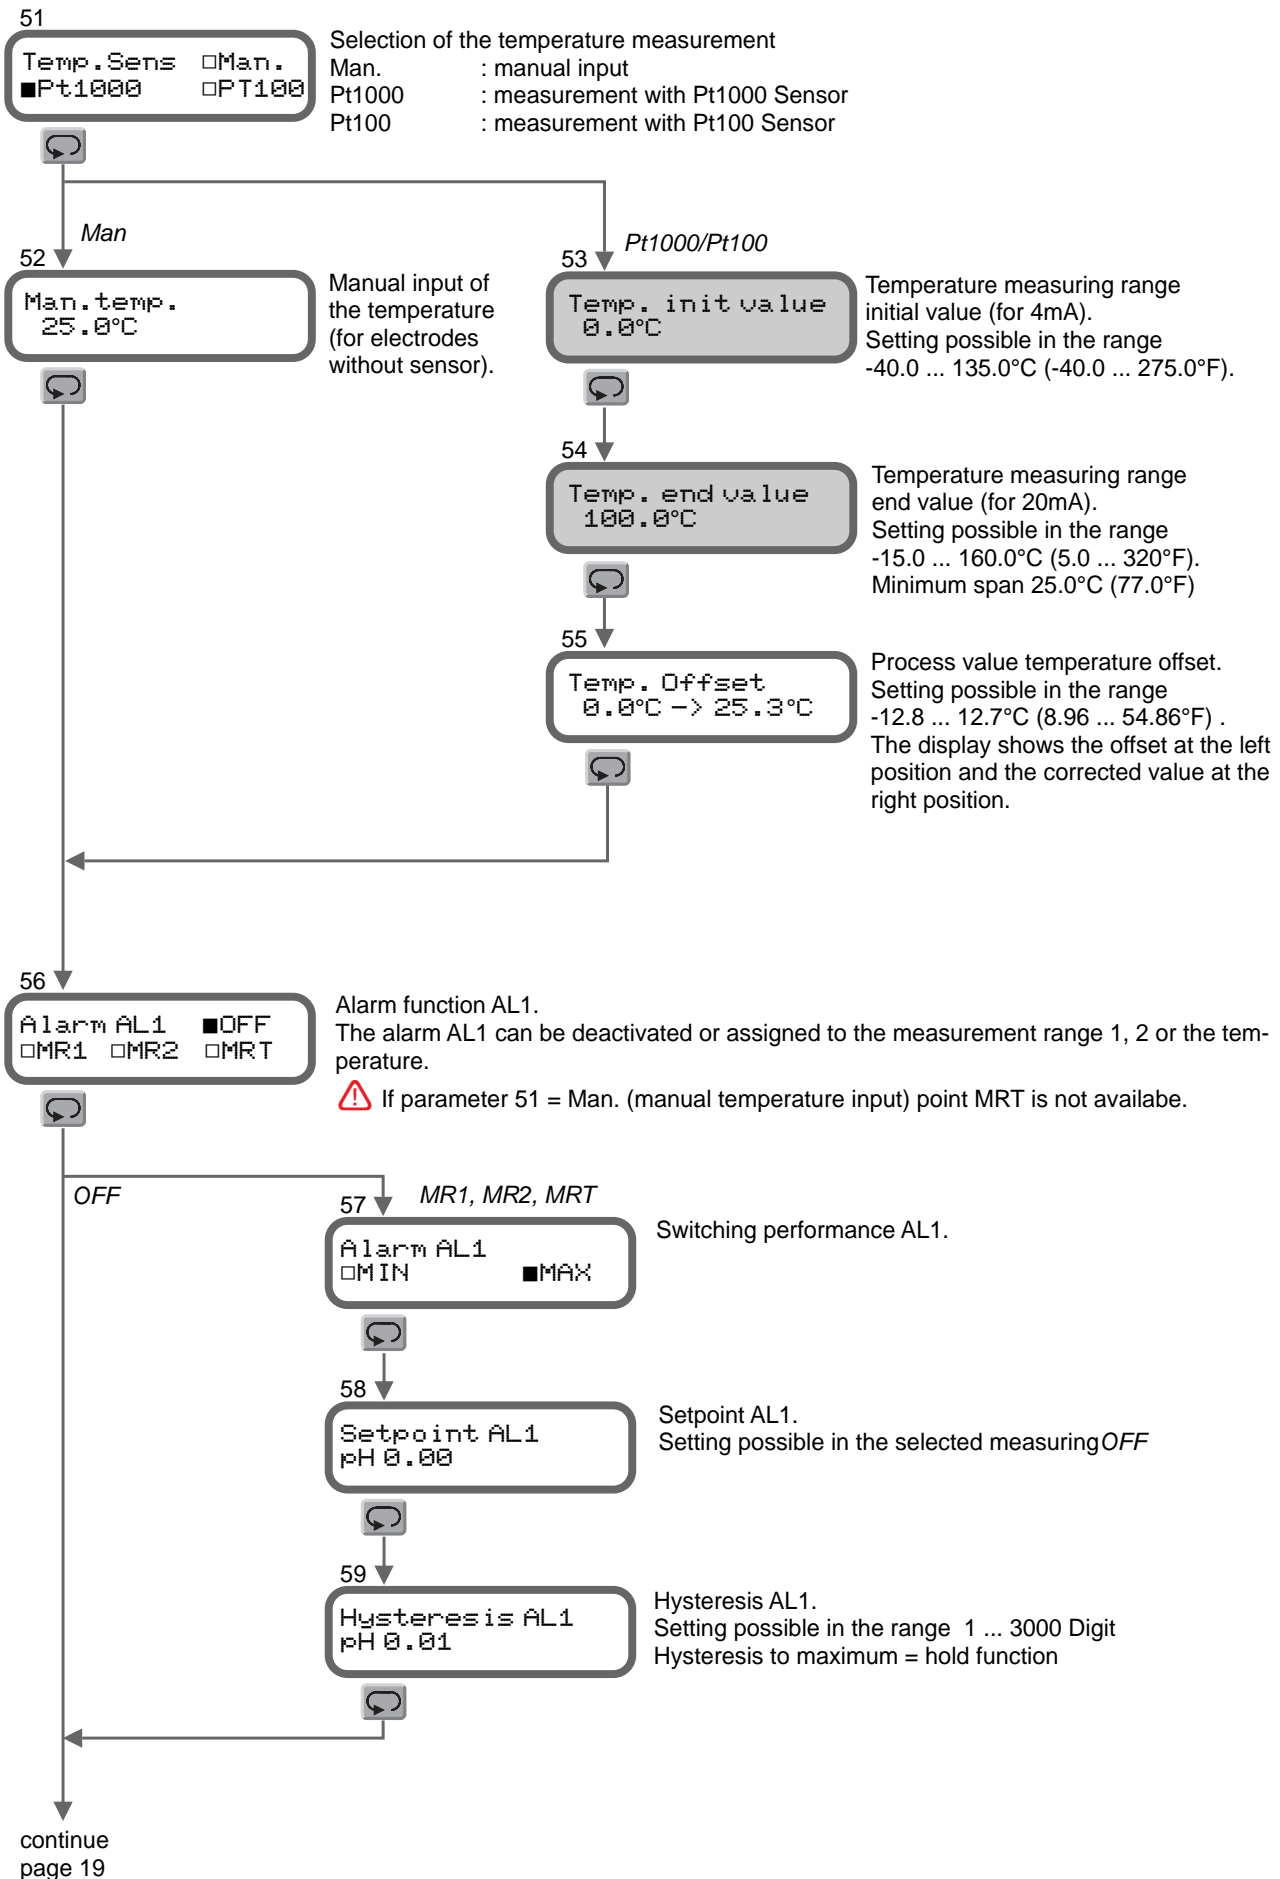 51
Temp.Sens □Man.
■Pt1000 □PT100
Selection of the temperature measurement
Man. : manual input
Pt1000 : measurement with Pt1000 Sensor
Pt100 : measurement with Pt100 Sensor
Man
52
Man.temp.
25.0°C
Manual input of
the temperature
(for electrodes
without sensor).
Pt1000/Pt100
53
Temp. init value
0.0°C
Temperature measuring range
initial value (for 4mA).
Setting possible in the range
-40.0 ... 135.0°C (-40.0 ... 275.0°F).
54
Temp. end value
100.0°C
Temperature measuring range
end value (for 20mA).
Setting possible in the range
-15.0 ... 160.0°C (5.0 ... 320°F).
Minimum span 25.0°C (77.0°F)
55
Temp. Offset
0.0°C -> 25.3°C
Process value temperature offset.
Setting possible in the range
-12.8 ... 12.7°C (8.96 ... 54.86°F) .
The display shows the offset at the left
position and the corrected value at the
right position.
56
Alarm AL1 ■OFF
□MR1 □MR2 □MRT
Alarm function AL1.
The alarm AL1 can be deactivated or assigned to the measurement range 1, 2 or the tem-
perature.
If parameter 51 = Man. (manual temperature input) point MRT is not availabe.
OFF
MR1, MR2, MRT
57
Alarm AL1
□MIN ■MAX
Switching performance AL1.
58
Setpoint AL1
pH 0.00
Setpoint AL1.
Setting possible in the selected measuring OFF
59
Hysteresis AL1
pH 0.01
Hysteresis AL1.
Setting possible in the range 1 ... 3000 Digit
Hysteresis to maximum = hold function
continue
page 19